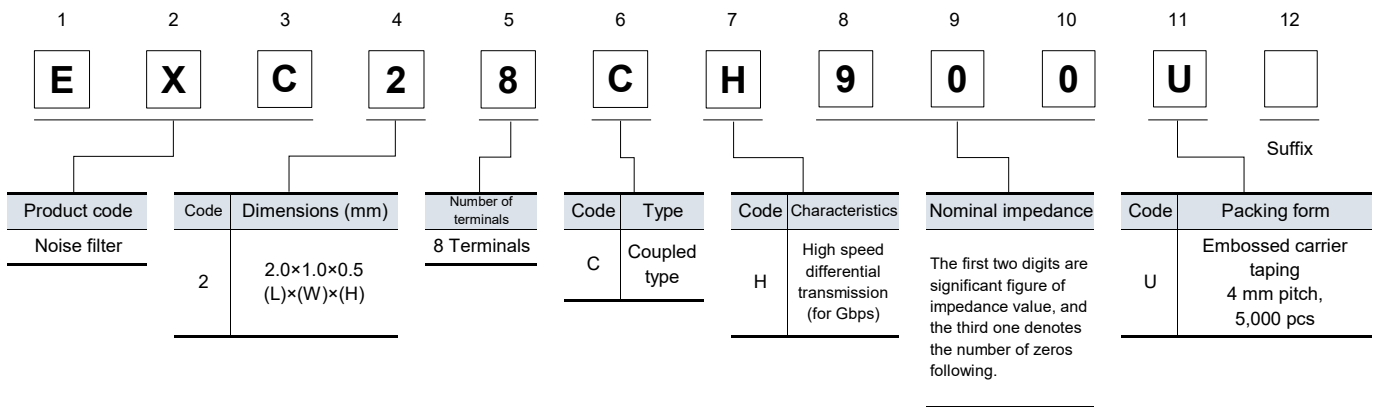 1 2 3 4 5 6 7 8 9 10 11 12
E X C 2 8 C H 9 0 0 U
Suffix
Product code
Noise filter
Code Dimensions (mm)
2
2.0×1.0×0.5
(L)×(W)×(H)
Number of
terminals
8 Terminals
Code Type
C
Coupled
type
Code Characteristics
H
High speed
differential
transmission
(for Gbps)
Nominal impedance
The first two digits are
significant figure of
impedance value, and
the third one denotes
the number of zeros
following.
Code Packing form
U
Embossed carrier
taping
4 mm pitch,
5,000 pcs